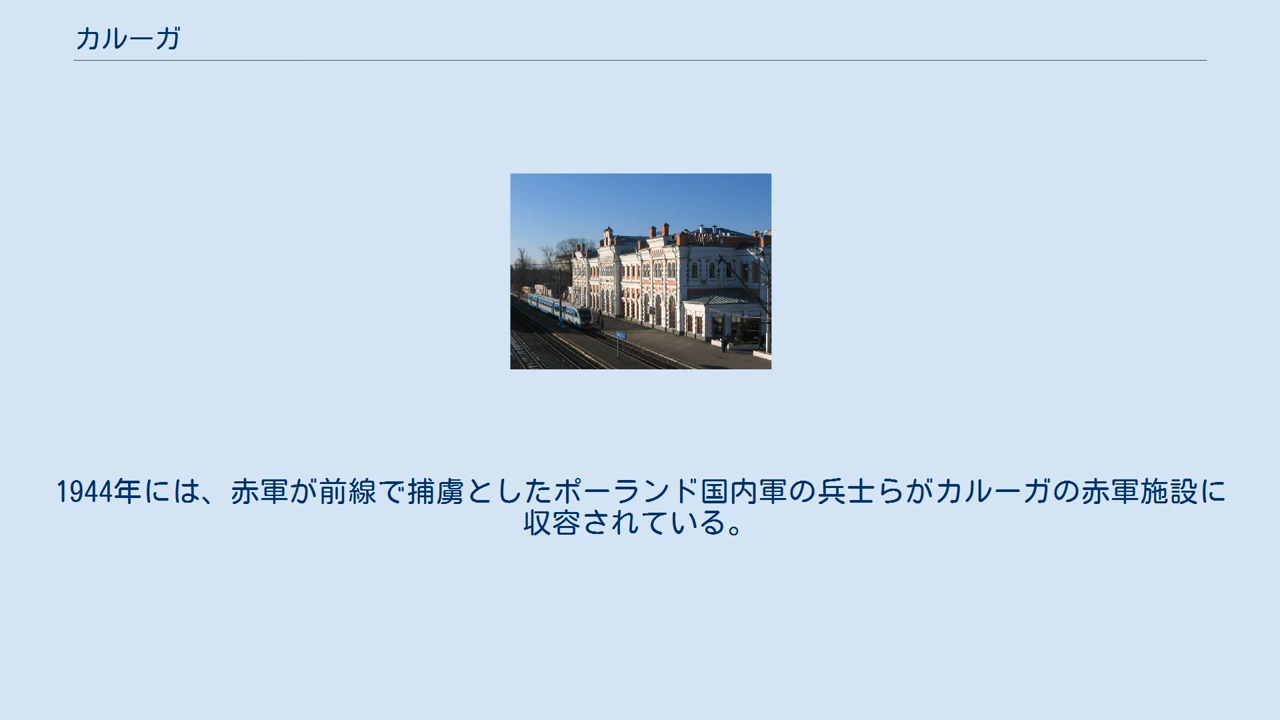 カルーガ
1944年には、赤軍が前線で捕虜としたポーランド国内軍の兵士らがカルーガの赤軍施設に
収容されている。